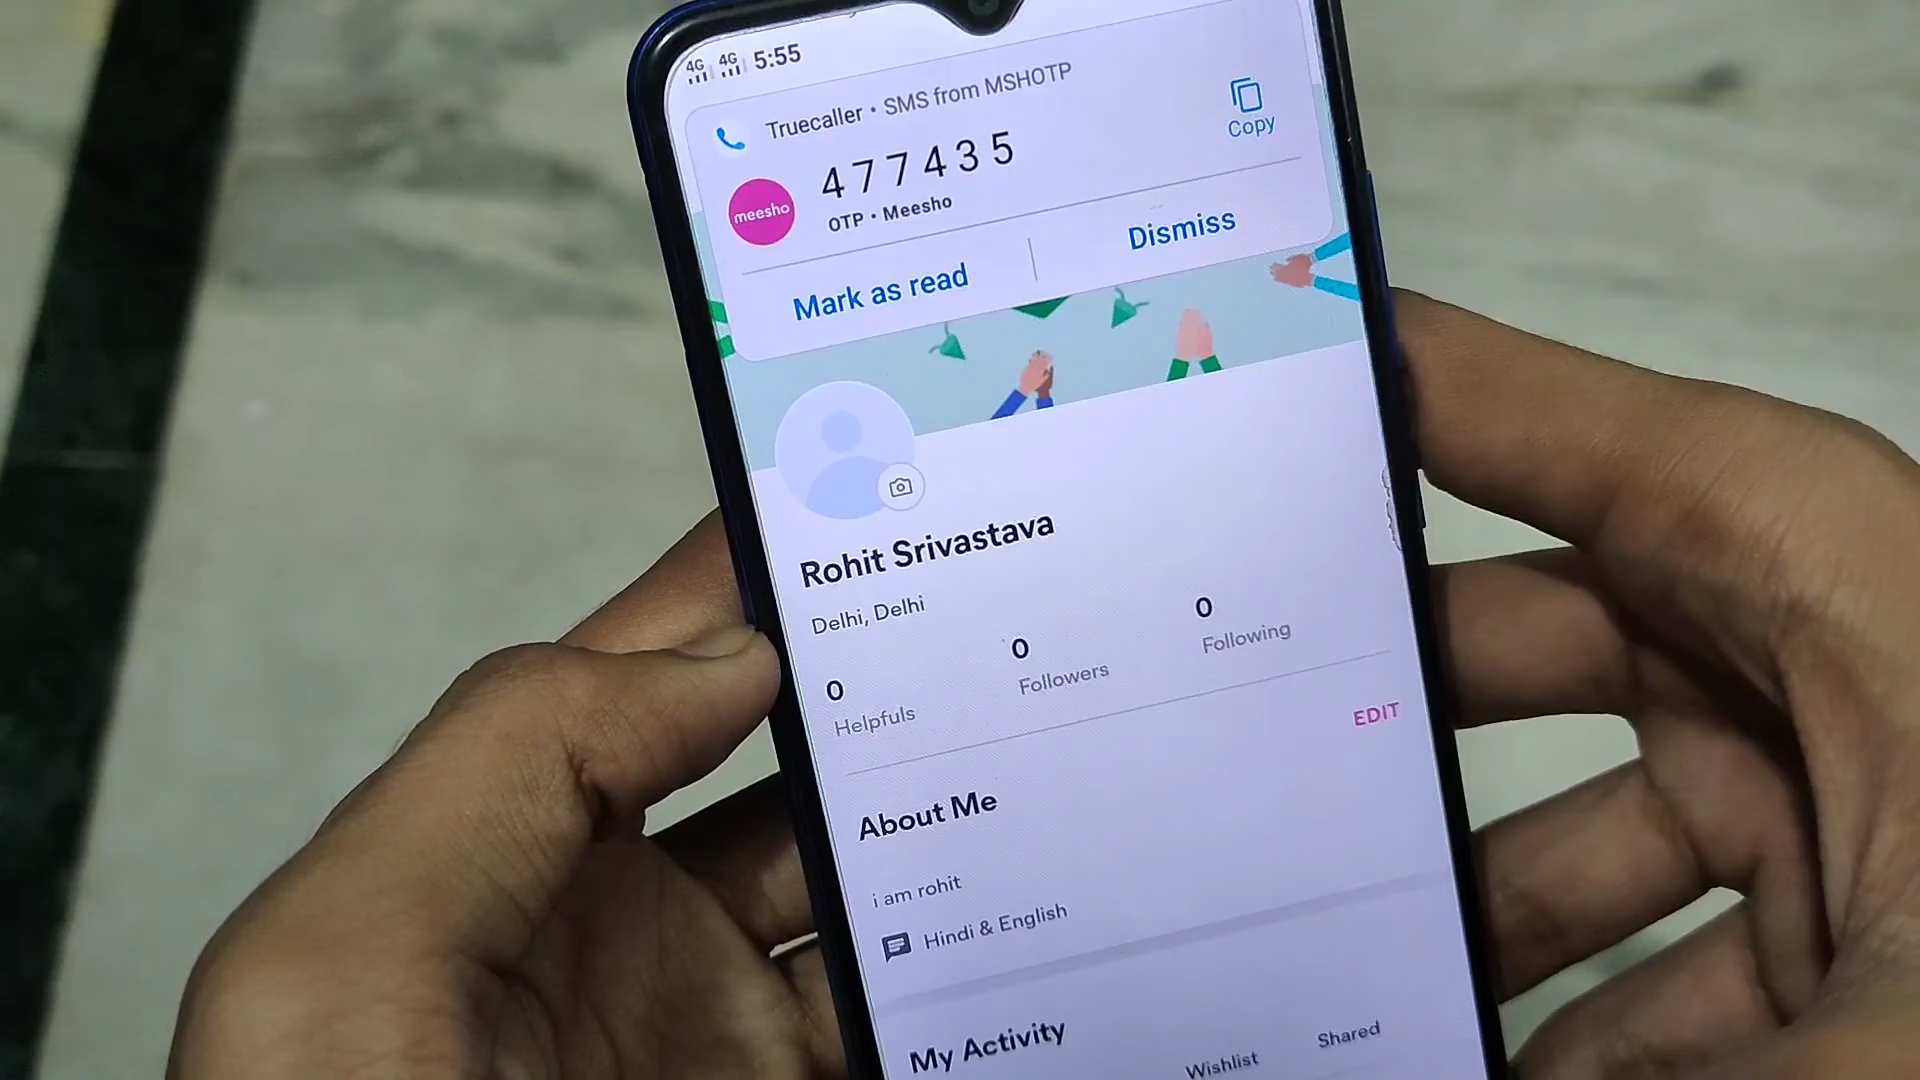 4G 4G 5:55
Truecaller • SMS from MSHOTP
Copy
477435
meesho
OTP • Meesho
Mark as read
Dismiss
Rohit Srivastava
Delhi, Delhi
0
Helpfuls
0
Followers
0
Following
EDIT
About Me
i am rohit
Hindi & English
My Activity
Wishlist
Shared